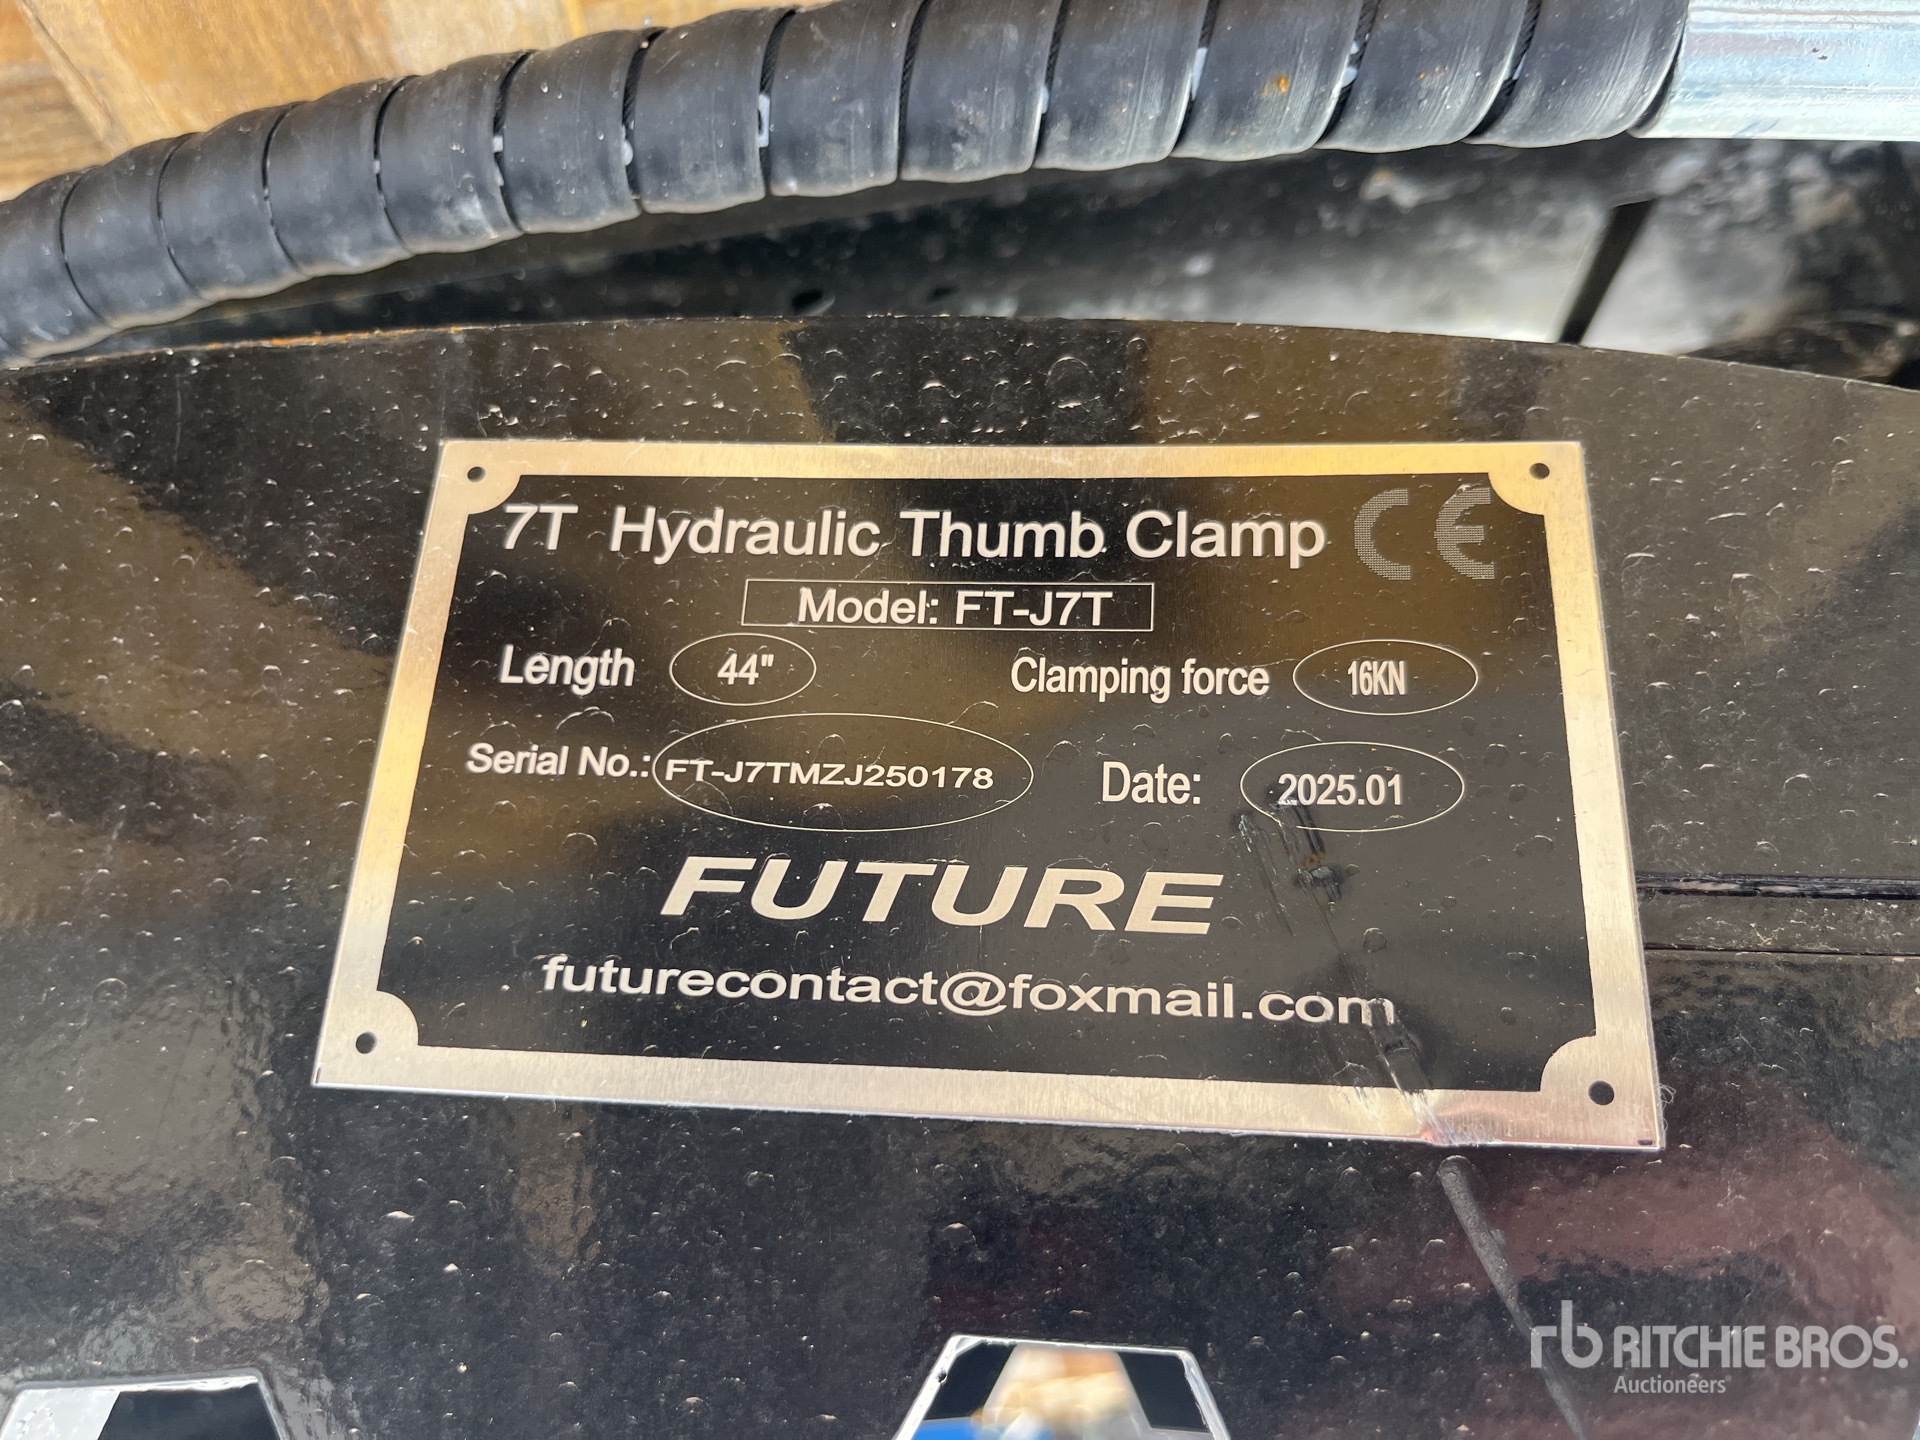 7T Hydraulic Thumb Clamp CE
Model: FT-J7T
Length 44" Clamping force 16KN
Serial No.: FT-J7TMZJ250178 Date: 2025.01
FUTURE
futurecontact@foxmail.com
rb RITCHIE BROS.
Auctioneers